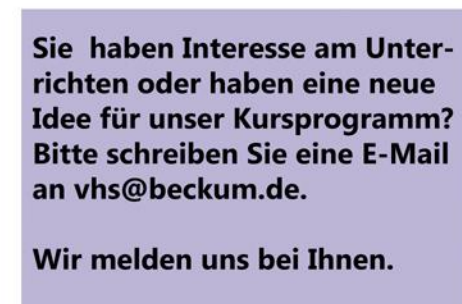 Sie haben Interesse am Unter-
richten oder haben eine neue
Idee für unser Kursprogramm?
Bitte schreiben Sie eine E-Mail
an vhs@beckum.de.
Wir melden uns bei Ihnen.